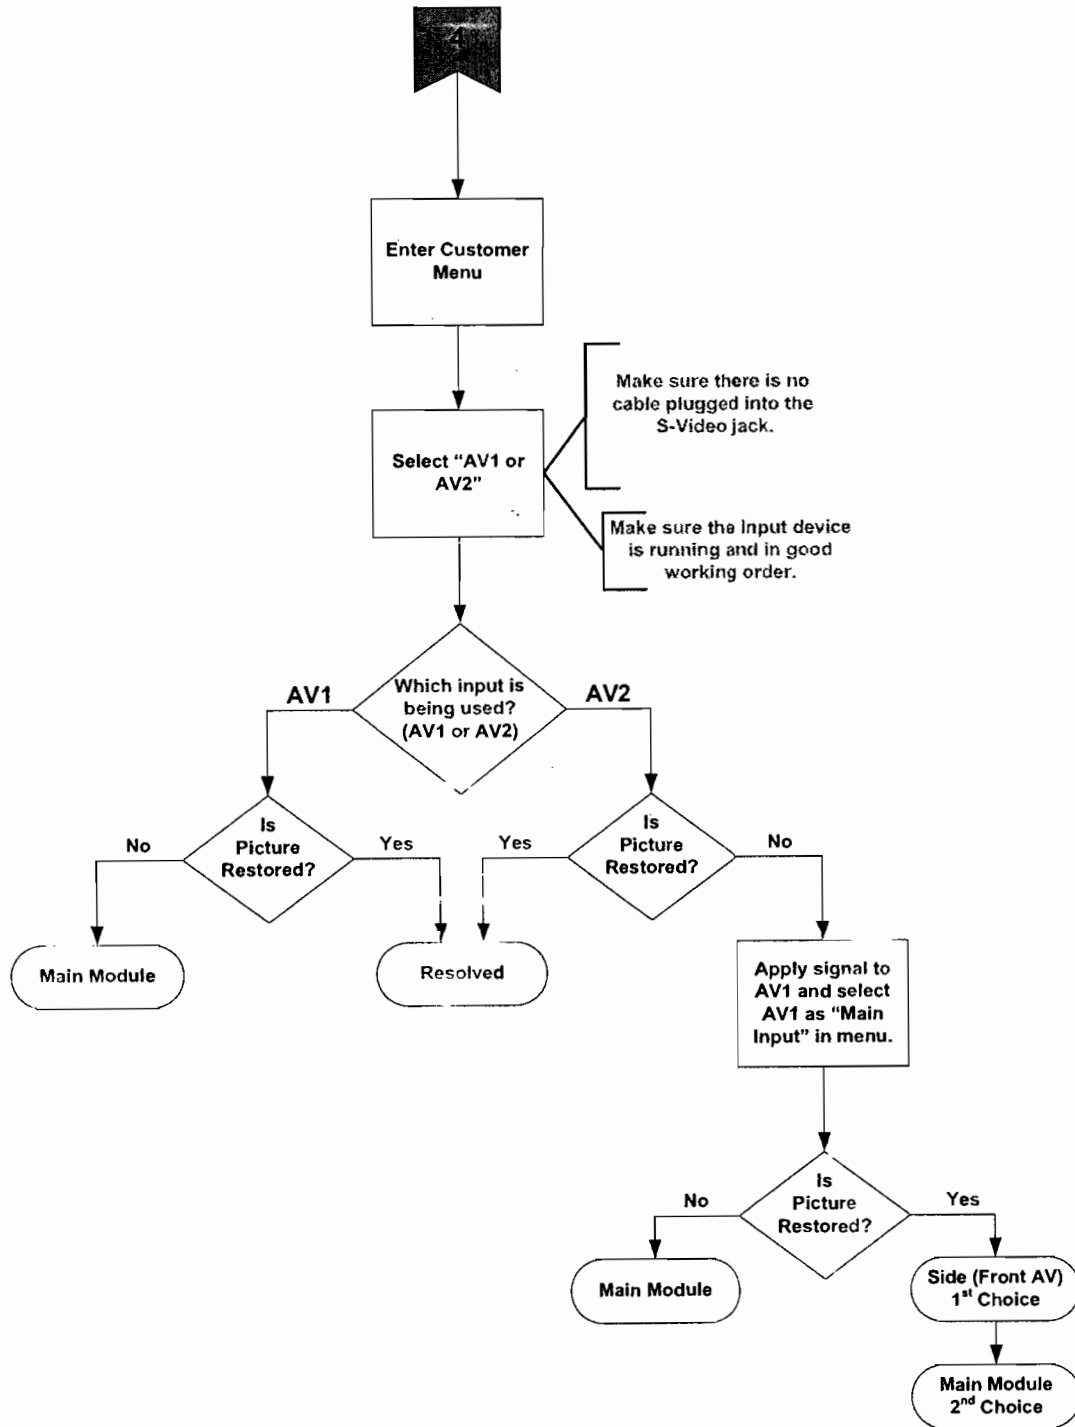 4
Enter Customer
Menu
Make sure there is no
cable plugged into the
S-Video jack.
Select “AV1 or
AV2”
Make sure the Input device
is running and in good
working order.
AV1
Which input is
being used?
(AV1 or AV2)
AV2
No
Is
Picture
Restored?
Yes
Yes
Is
Picture
Restored?
No
Main Module
Resolved
Apply signal to
AV1 and select
AV1 as “Main
Input” in menu.
No
Is
Picture
Restored?
Yes
Main Module
Side (Front AV)
1st Choice
Main Module
2nd Choice